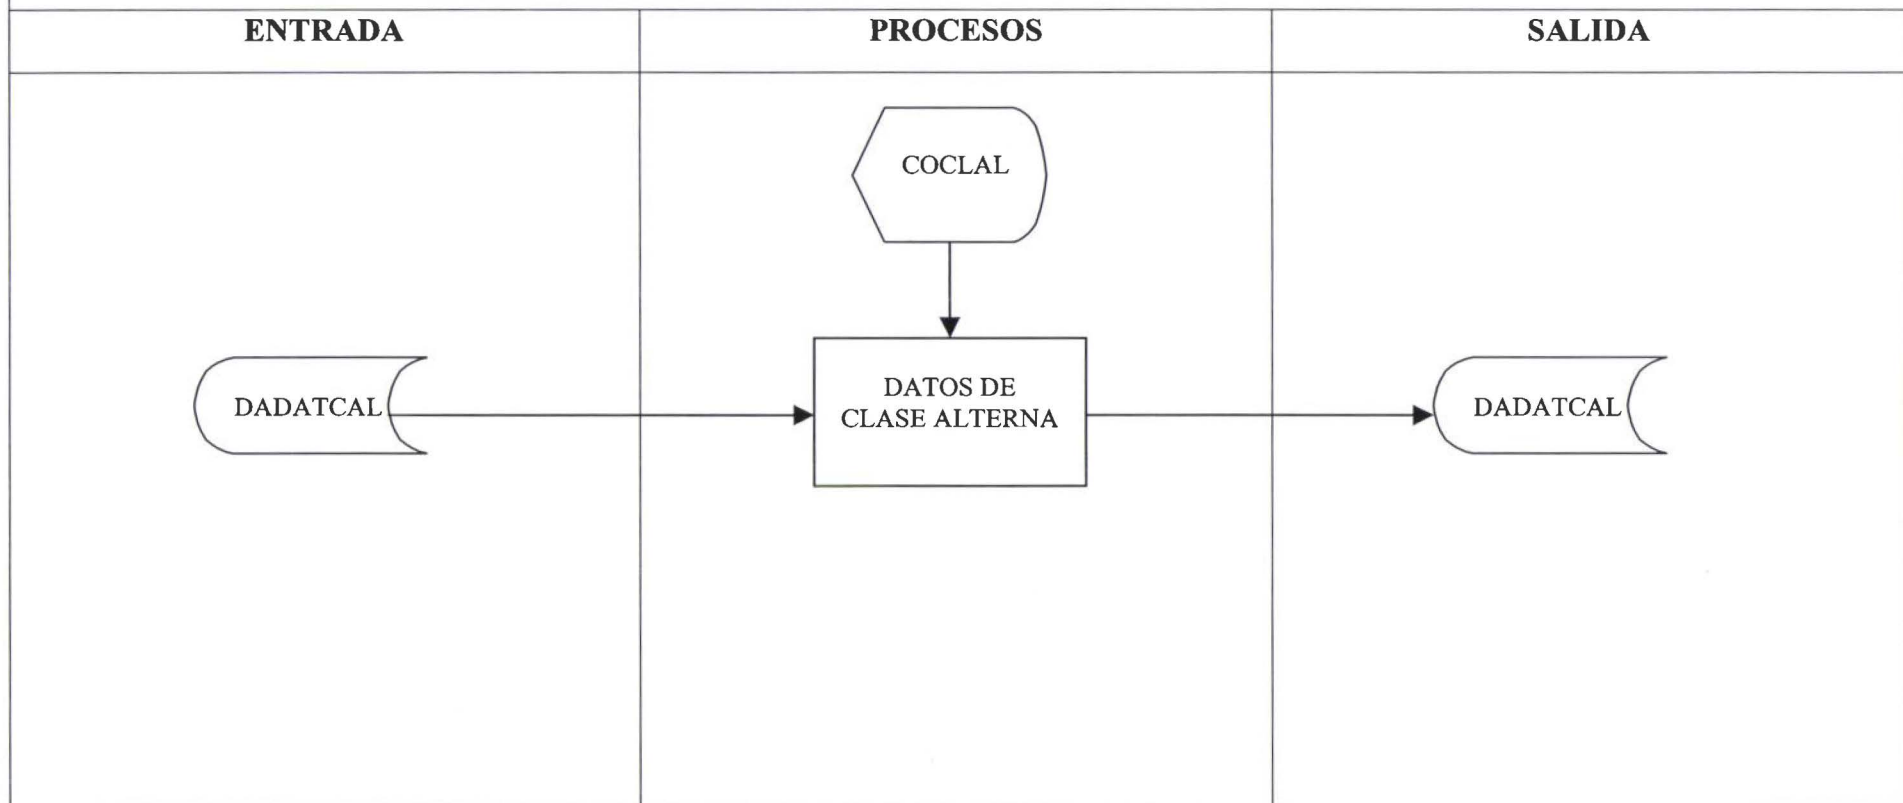 ENTRADA
PROCESOS
SALIDA
COCLAL
DADATCAL
DATOS DE
CLASE ALTERNA
DADATCAL